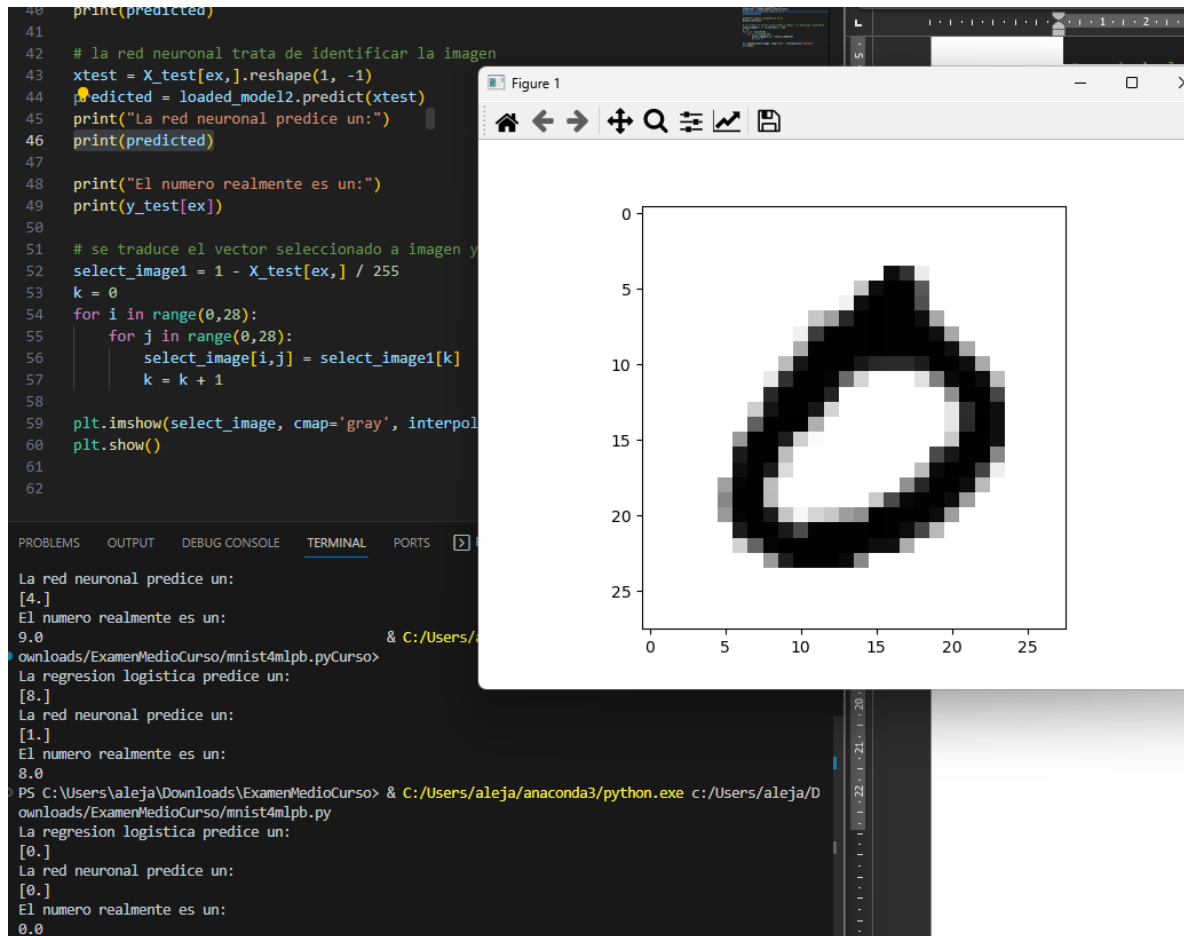 40 print(predicted)
41
42 # la red neuronal trata de identificar la imagen
43 xtest = X_test[ex,].reshape(1, -1)
44 predicted = loaded_model2.predict(xtest)
45 print("La red neuronal predice un:")
46 print(predicted)
47
48 print("El numero realmente es un:")
49 print(y_test[ex])
50
51 # se traduce el vector seleccionado a imagen y
52 select_image1 = 1 - X_test[ex,] / 255
53 k = 0
54 for i in range(0,28):
55 for j in range(0,28):
56 select_image[i,j] = select_image1[k]
57 k = k + 1
58
59 plt.imshow(select_image, cmap='gray', interpol
60 plt.show()
61
62
Figure 1
0
5
10
15
20
25
0 5 10 15 20 25
PROBLEMS OUTPUT DEBUG CONSOLE TERMINAL PORTS
La red neuronal predice un:
[4.]
El numero realmente es un:
9.0 & C:/Users/a
ownloads/ExamenMedioCurso/mnist4mlpb.pyCurso>
La regresion logistica predice un:
[8.]
La red neuronal predice un:
[1.]
El numero realmente es un:
8.0
PS C:\Users\aleja\Downloads\ExamenMedioCurso> & C:/Users/aleja/anaconda3/python.exe c:/Users/aleja/D
ownloads/ExamenMedioCurso/mnist4mlpb.py
La regresion logistica predice un:
[0.]
La red neuronal predice un:
[0.]
El numero realmente es un:
0.0
1 2
5
20
21
22